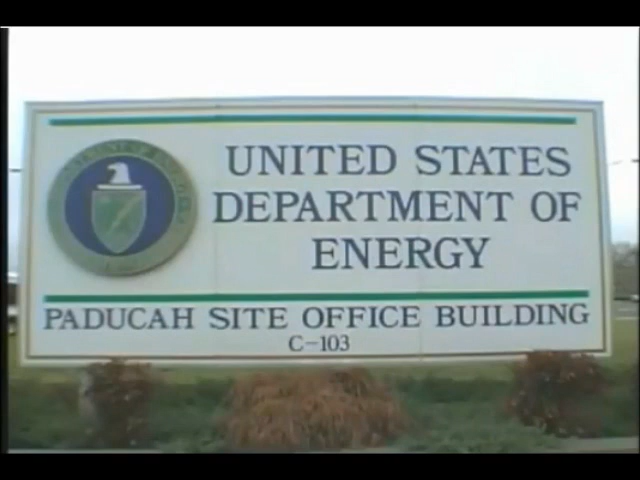 UNITED STATES
DEPARTMENT OF
ENERGY
PADUCAH SITE OFFICE BUILDING
C-103